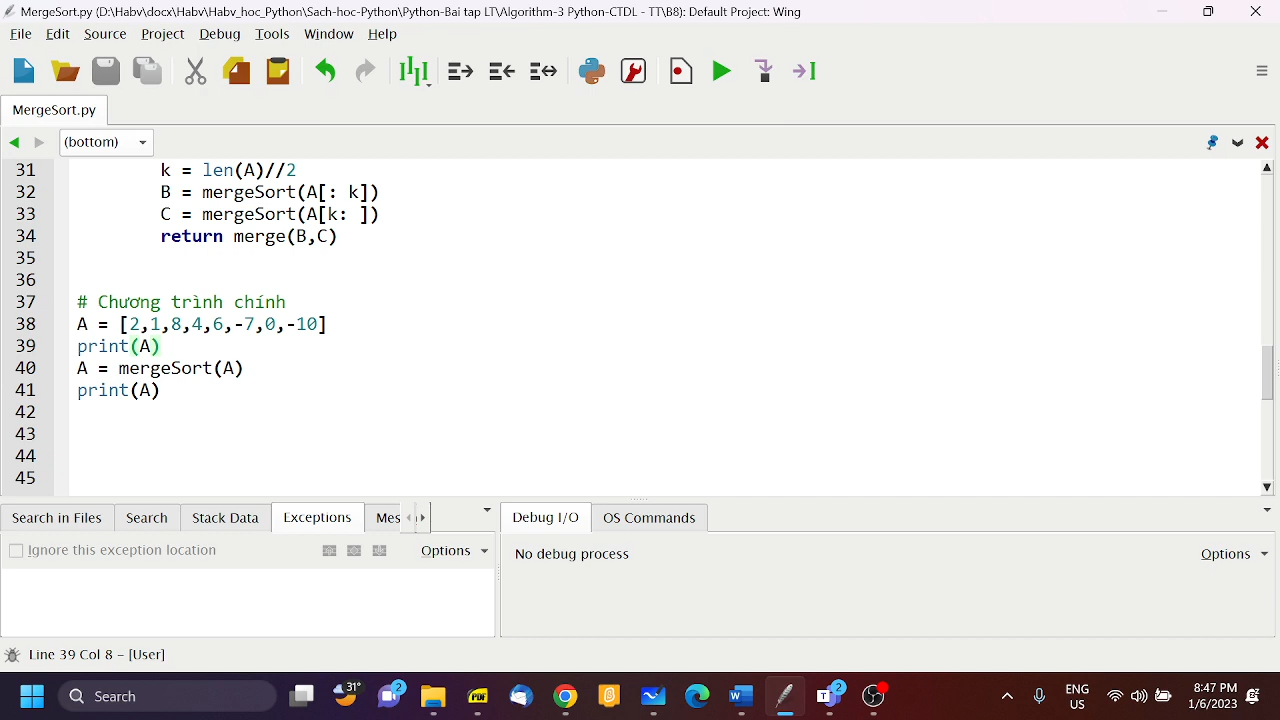 MergeSort.py (D:\Habv\docx\Habv\Habv_hoc_Python\Sach-hoc-Python\Python-Bai tap LT\Algorithm-3 Python-CTDL - TT\B8): Default Project: Wing
File Edit Source Project Debug Tools Window Help
MergeSort.py
(bottom)
31 k = len(A)//2
32 B = mergeSort(A[: k])
33 C = mergeSort(A[k: ])
34 return merge(B,C)
35
36
37 # Chương trình chính
38 A = [2,1,8,4,6,-7,0,-10]
39 print(A)
40 A = mergeSort(A)
41 print(A)
42
43
44
45
Search in Files Search Stack Data Exceptions Mes Debug I/O OS Commands
Ignore this exception location Options No debug process Options
Line 39 Col 8 – [User]
Search 31° 2 PDF 2 ENG US 8:47 PM 1/6/2023